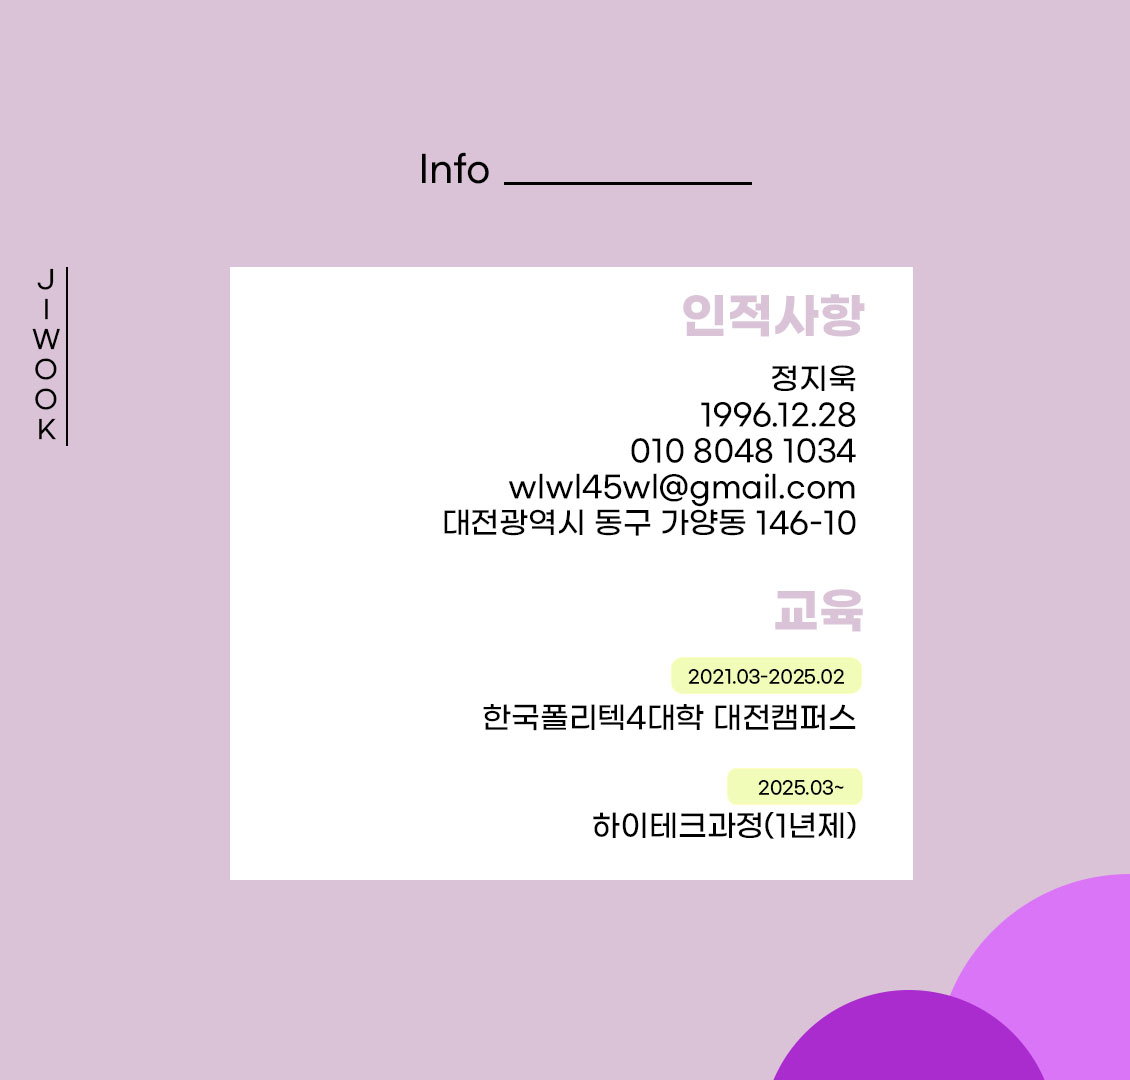 Info
JIWOOK
인적사항
정지욱
1996.12.28
010 8048 1034
wlwl45wl@gmail.com
대전광역시 동구 가양동 146-10
교육
2021.03-2025.02
한국폴리텍4대학 대전캠퍼스
2025.03~
하이테크과정(1년제)